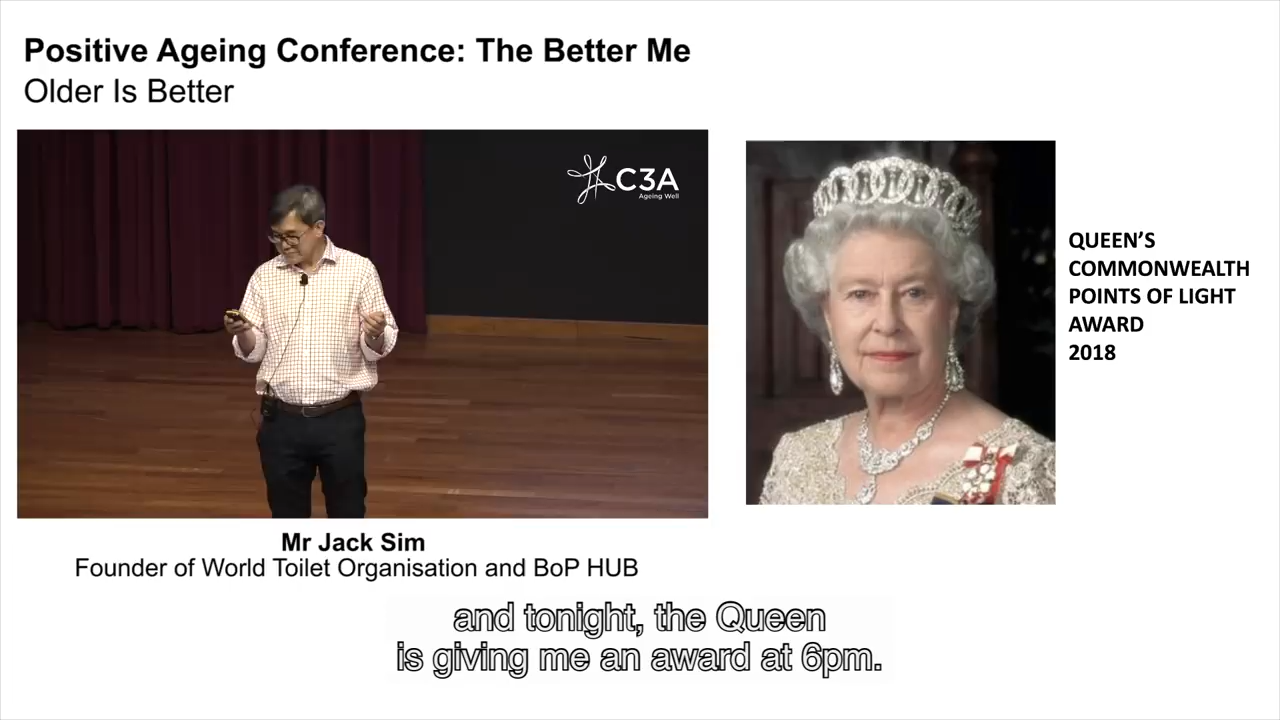 Positive Ageing Conference: The Better Me
Older Is Better
C3A
Ageing Well
QUEEN'S
COMMONWEALTH
POINTS OF LIGHT
AWARD
2018
Mr Jack Sim
Founder of World Toilet Organisation and BoP HUB
and tonight, the Queen
is giving me an award at 6pm.